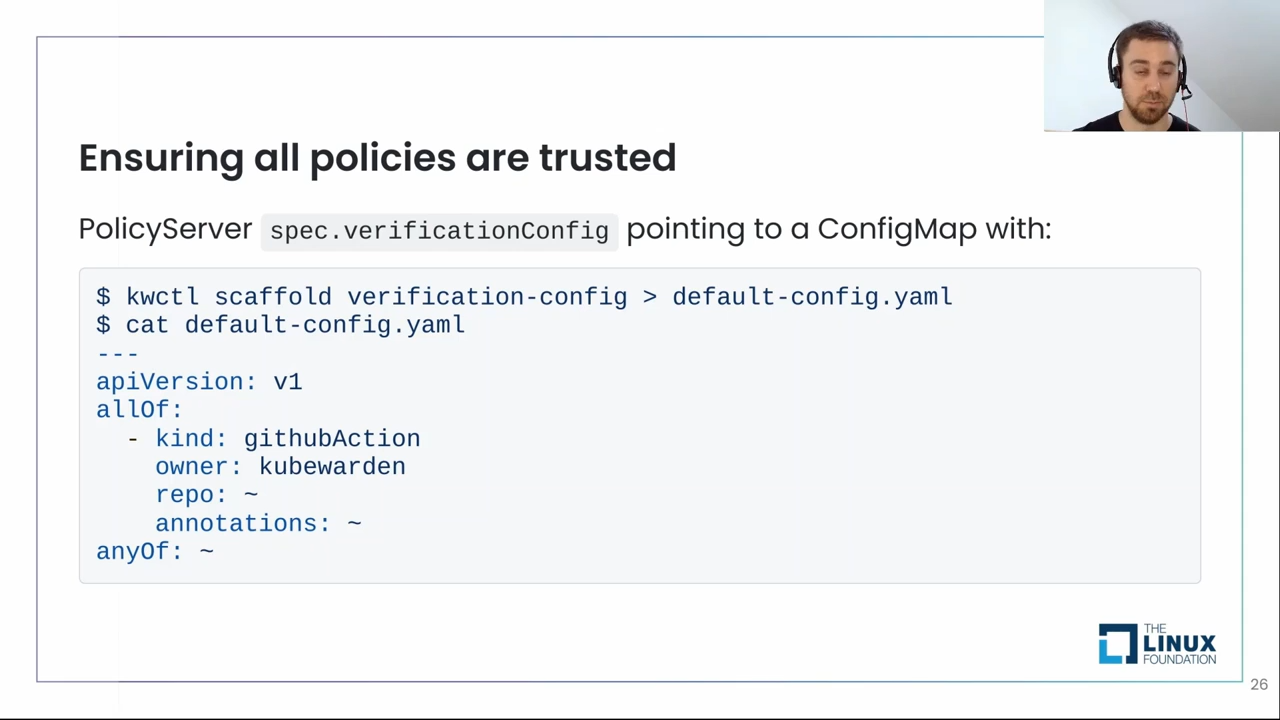 Ensuring all policies are trusted
PolicyServer spec.verificationConfig pointing to a ConfigMap with:
$ kwctl scaffold verification-config > default-config.yaml
$ cat default-config.yaml
---
apiVersion: v1
allOf:
  - kind: githubAction
    owner: kubewarden
    repo: ~
    annotations: ~
anyOf: ~
THE
LINUX
FOUNDATION
26